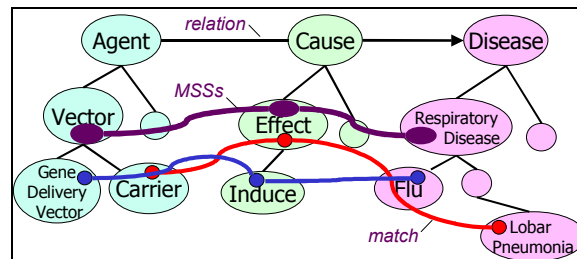 relation
Agent
Cause
Disease
MSSs
Vector
Effect
Respiratory
Disease
Gene
Delivery
Vector
Carrier
Induce
Flu
match
Lobar
Pneumonia